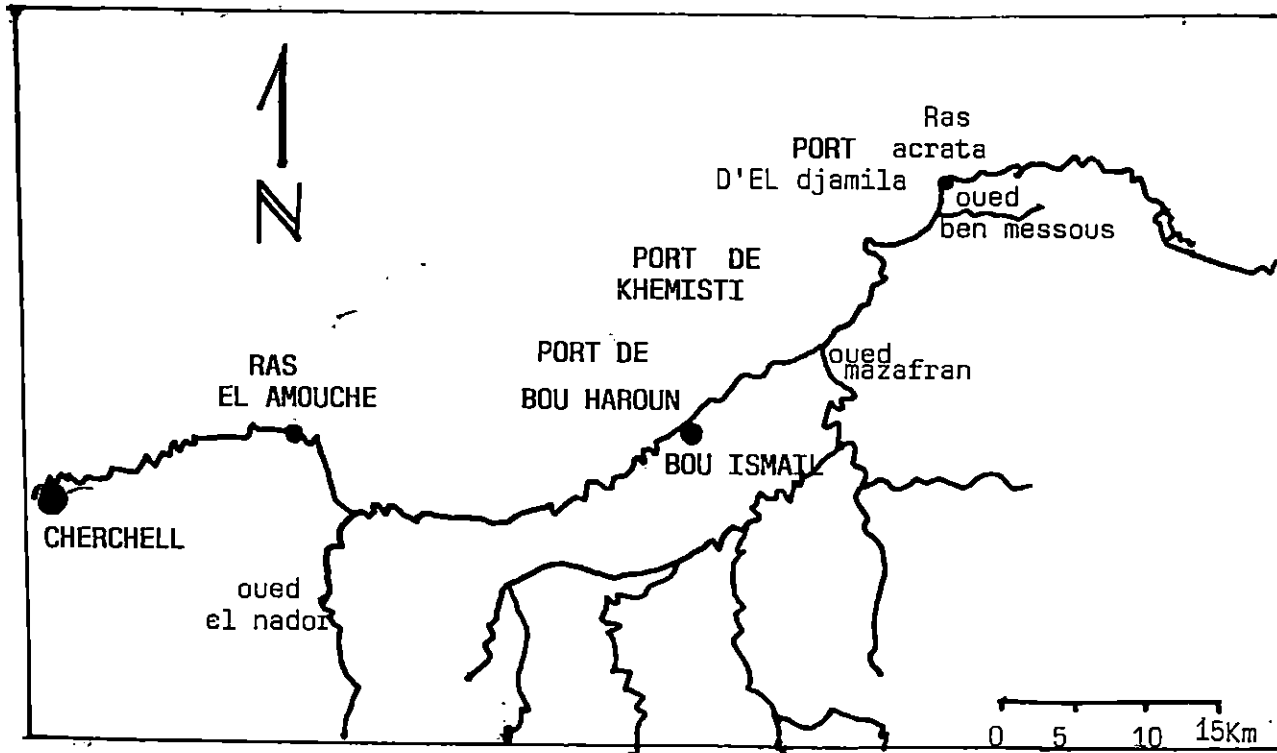 N
Ras
acrata
PORT
D'EL djamila
oued
ben messous
PORT DE
KHEMISTI
oued
mazafran
PORT DE
BOU HAROUN
RAS
EL AMOUCHE
BOU ISMAIL
CHERCHELL
oued
el nador
0 5 10 15Km